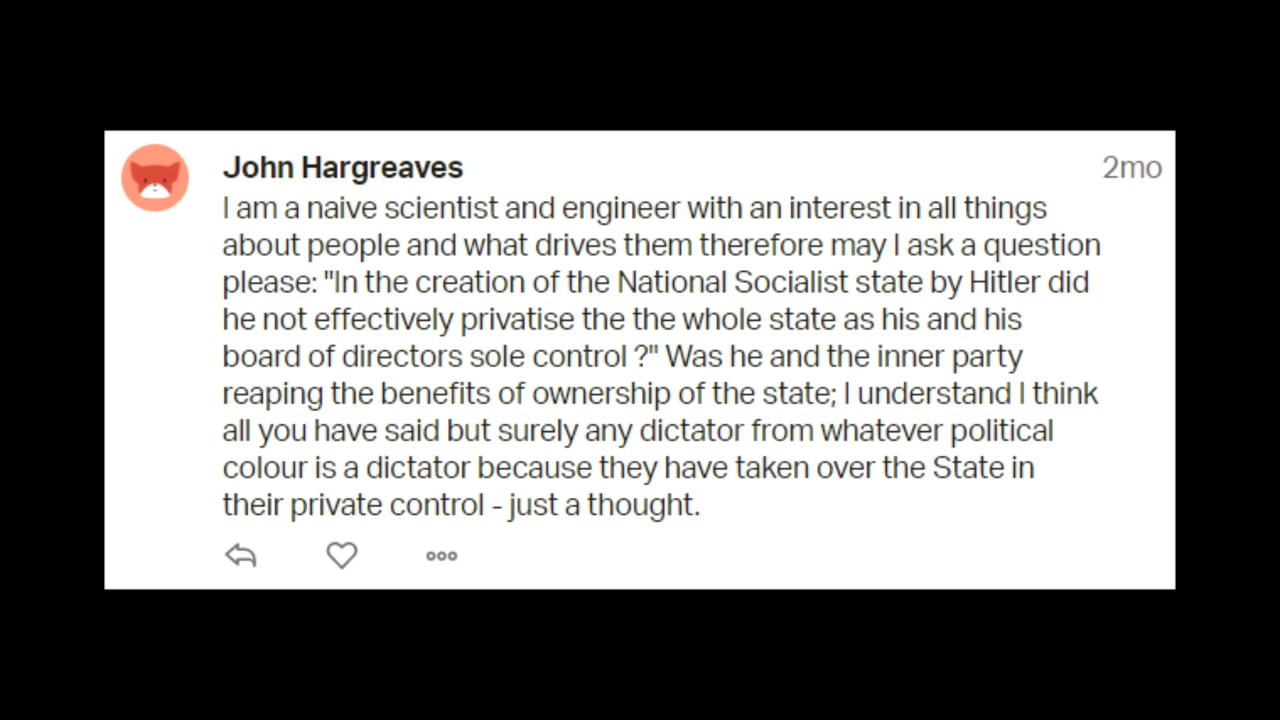 John Hargreaves 2mo
I am a naive scientist and engineer with an interest in all things
about people and what drives them therefore may I ask a question
please: "In the creation of the National Socialist state by Hitler did
he not effectively privatise the the whole state as his and his
board of directors sole control ?" Was he and the inner party
reaping the benefits of ownership of the state; I understand I think
all you have said but surely any dictator from whatever political
colour is a dictator because they have taken over the State in
their private control - just a thought.